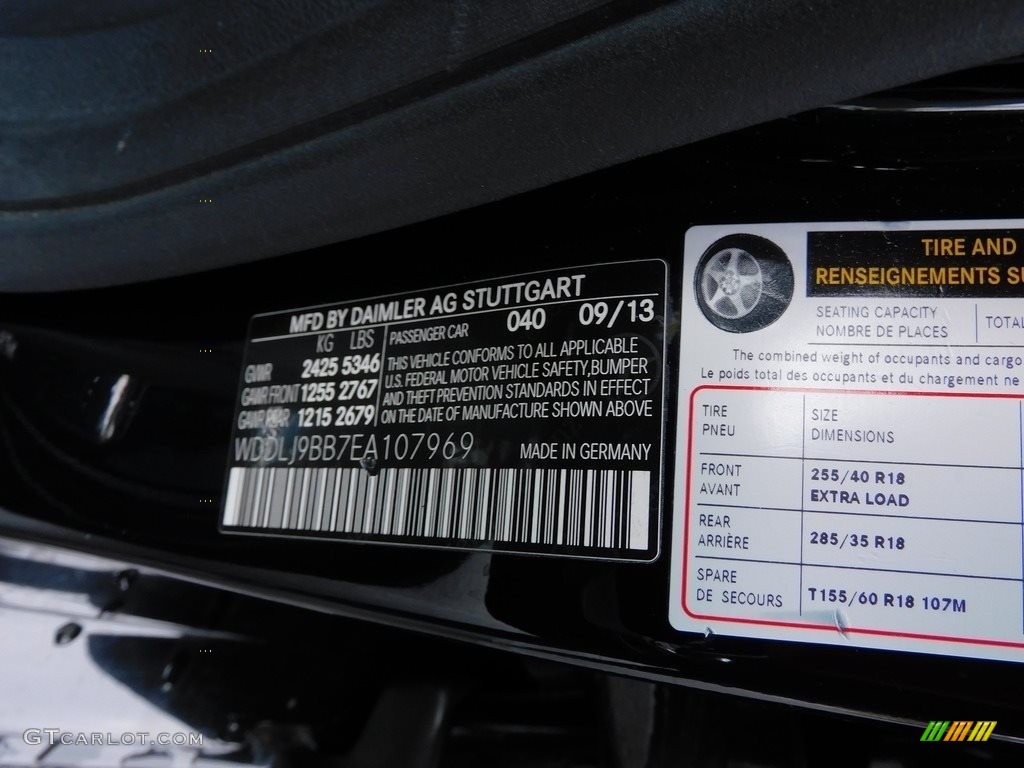 MFD BY DAIMLER AG STUTTGART
KG LBS PASSENGER CAR 040 09/13
GVWR 2425 5346
GAWR FRONT 1255 2767
GAWR REAR 1215 2679
THIS VEHICLE CONFORMS TO ALL APPLICABLE
U.S. FEDERAL MOTOR VEHICLE SAFETY,BUMPER
AND THEFT PREVENTION STANDARDS IN EFFECT
ON THE DATE OF MANUFACTURE SHOWN ABOVE
WDDLJ9BB7EA107969 MADE IN GERMANY
TIRE AND
RENSEIGNEMENTS SU
SEATING CAPACITY
NOMBRE DE PLACES
TOTAL
The combined weight of occupants and cargo
Le poids total des occupants et du chargement ne
TIRE SIZE
PNEU DIMENSIONS
FRONT 255/40 R18
AVANT EXTRA LOAD
REAR
ARRIÈRE 285/35 R18
SPARE
DE SECOURS T155/60 R18 107M
GTCARLOT.COM